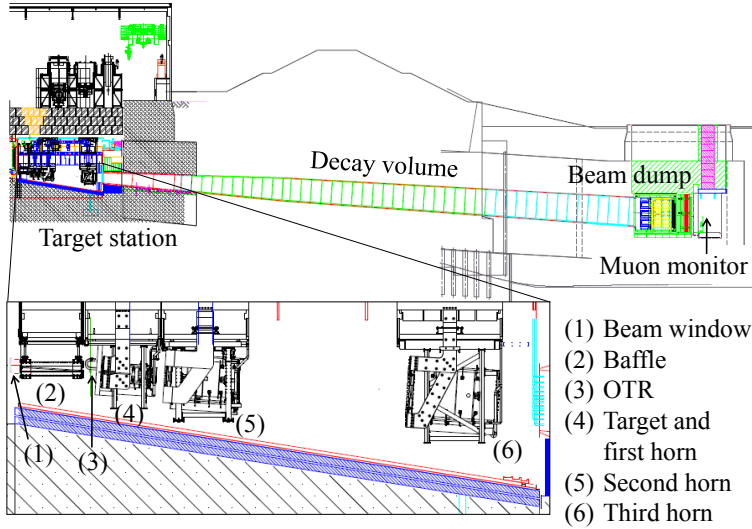 Decay volume
Beam dump
Target station
Muon monitor
(1) Beam window
(2) Baffle
(3) OTR
(4) Target and
first horn
(5) Second horn
(6) Third horn
(2)
(4)
(5)
(1)
(3)
(6)